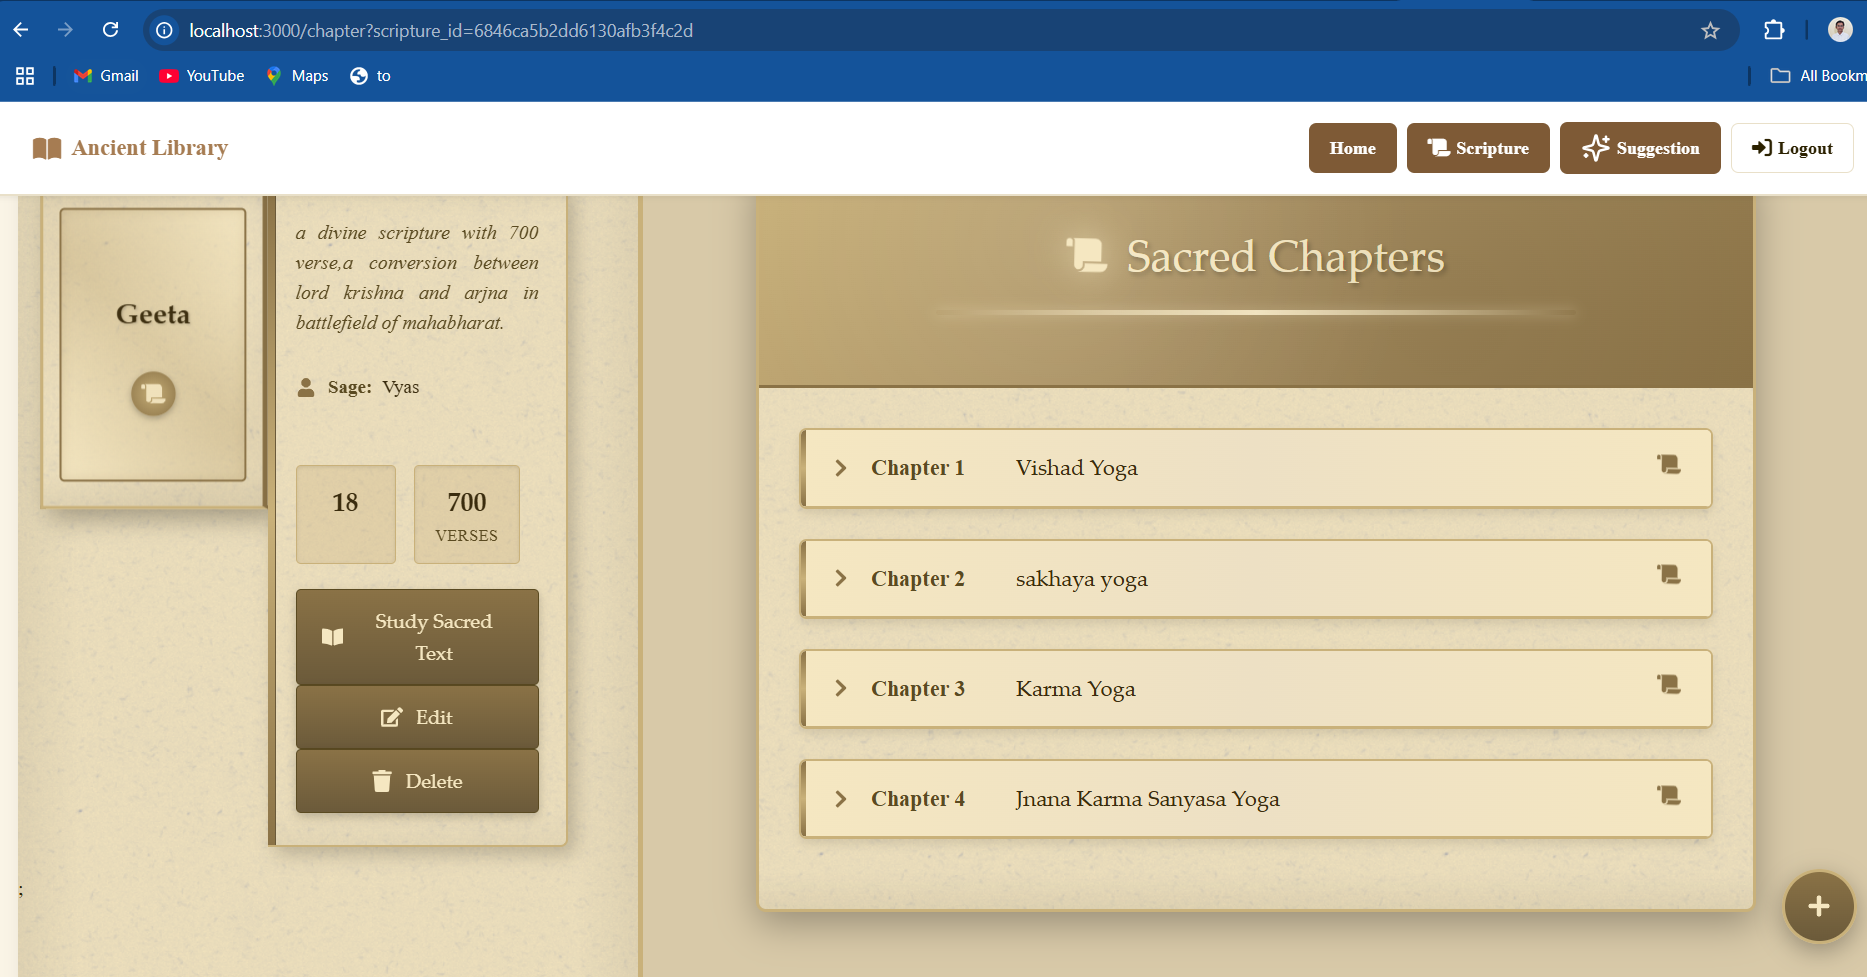 localhost:3000/chapter?scripture_id=6846ca5b2dd6130afb3f4c2d
Gmail
YouTube
Maps
to
All Bookm
Ancient Library
Home
Scripture
Suggestion
Logout
Geeta
a divine scripture with 700
verse,a conversion between
lord krishna and arjna in
battlefield of mahabharat.
Sage: Vyas
18
700
VERSES
Study Sacred
Text
Edit
Delete
;
Sacred Chapters
Chapter 1 Vishad Yoga
Chapter 2 sakhaya yoga
Chapter 3 Karma Yoga
Chapter 4 Jnana Karma Sanyasa Yoga